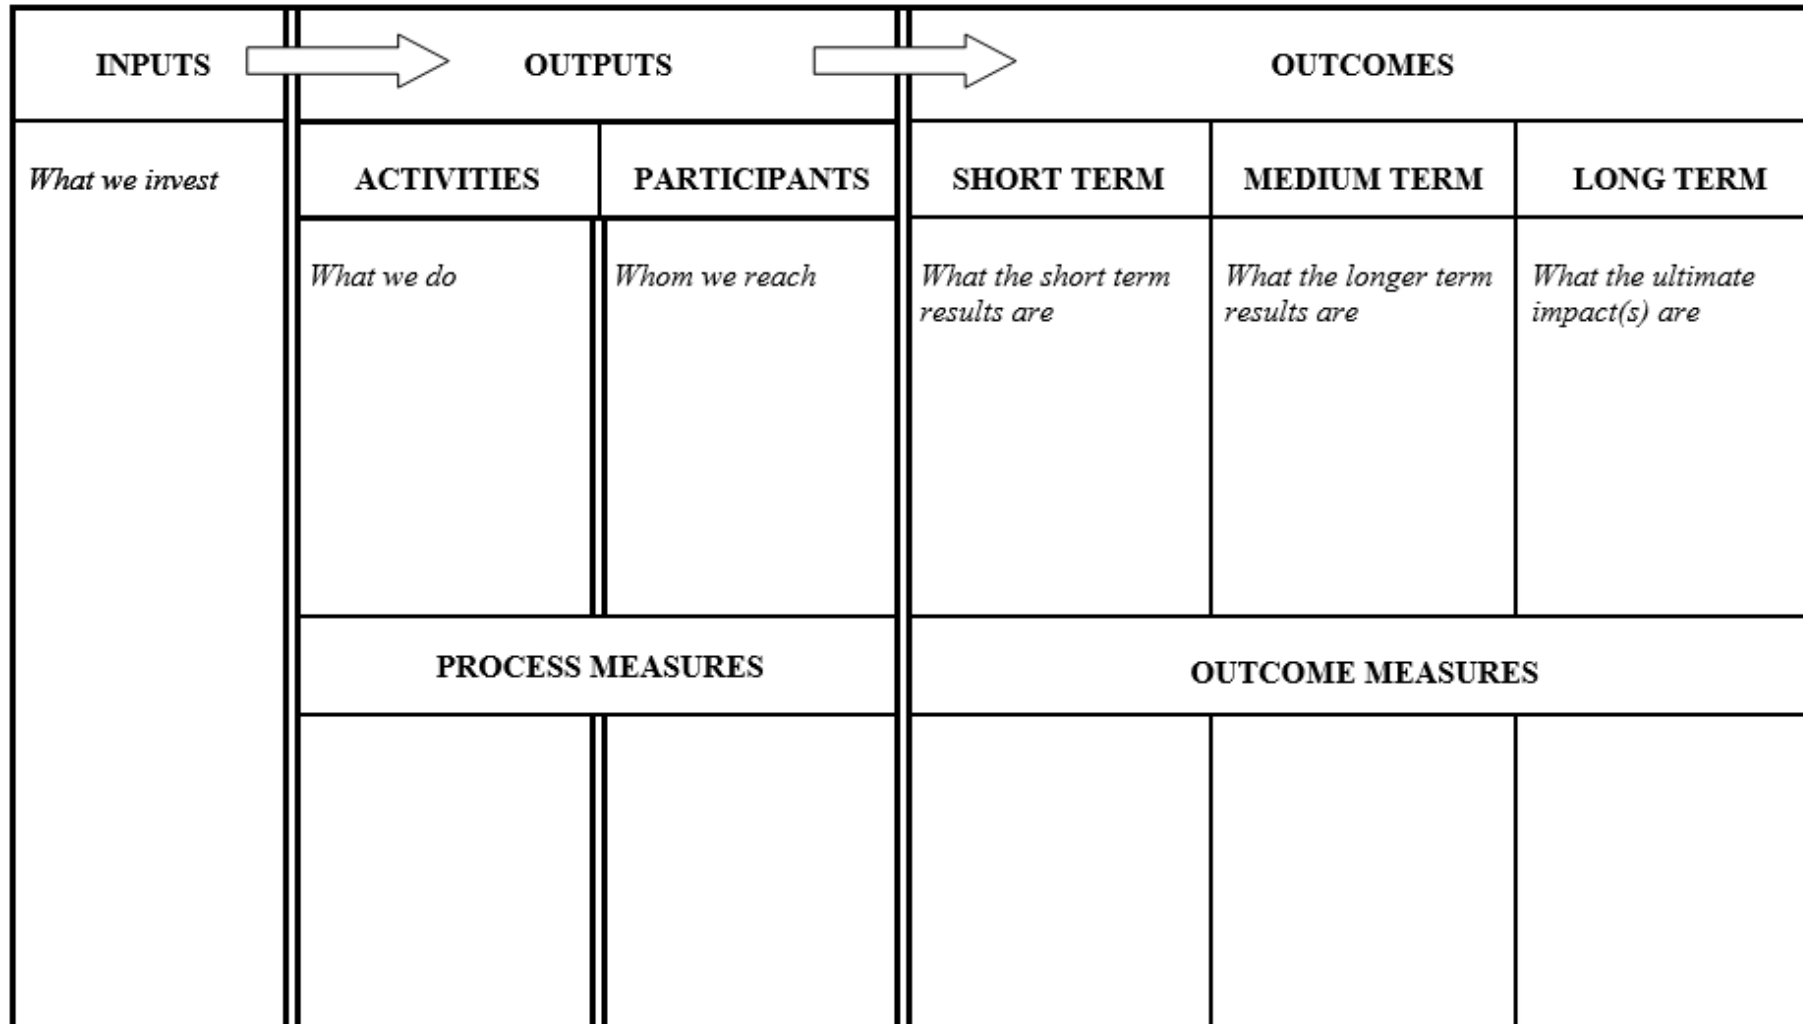 INPUTS
OUTPUTS
OUTCOMES
What we invest
ACTIVITIES
PARTICIPANTS
SHORT TERM
MEDIUM TERM
LONG TERM
What we do
Whom we reach
What the short term
results are
What the longer term
results are
What the ultimate
impact(s) are
PROCESS MEASURES
OUTCOME MEASURES